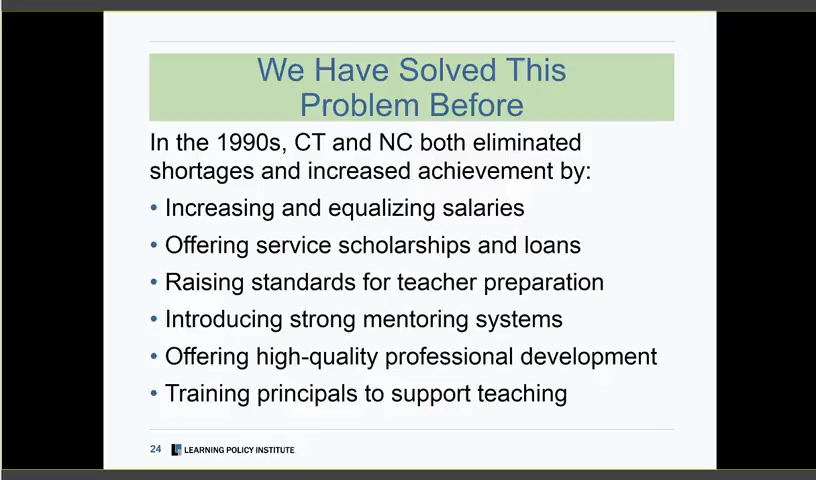 We Have Solved This
Problem Before
In the 1990s, CT and NC both eliminated
shortages and increased achievement by:
• Increasing and equalizing salaries
• Offering service scholarships and loans
• Raising standards for teacher preparation
• Introducing strong mentoring systems
• Offering high-quality professional development
• Training principals to support teaching
24 LEARNING POLICY INSTITUTE